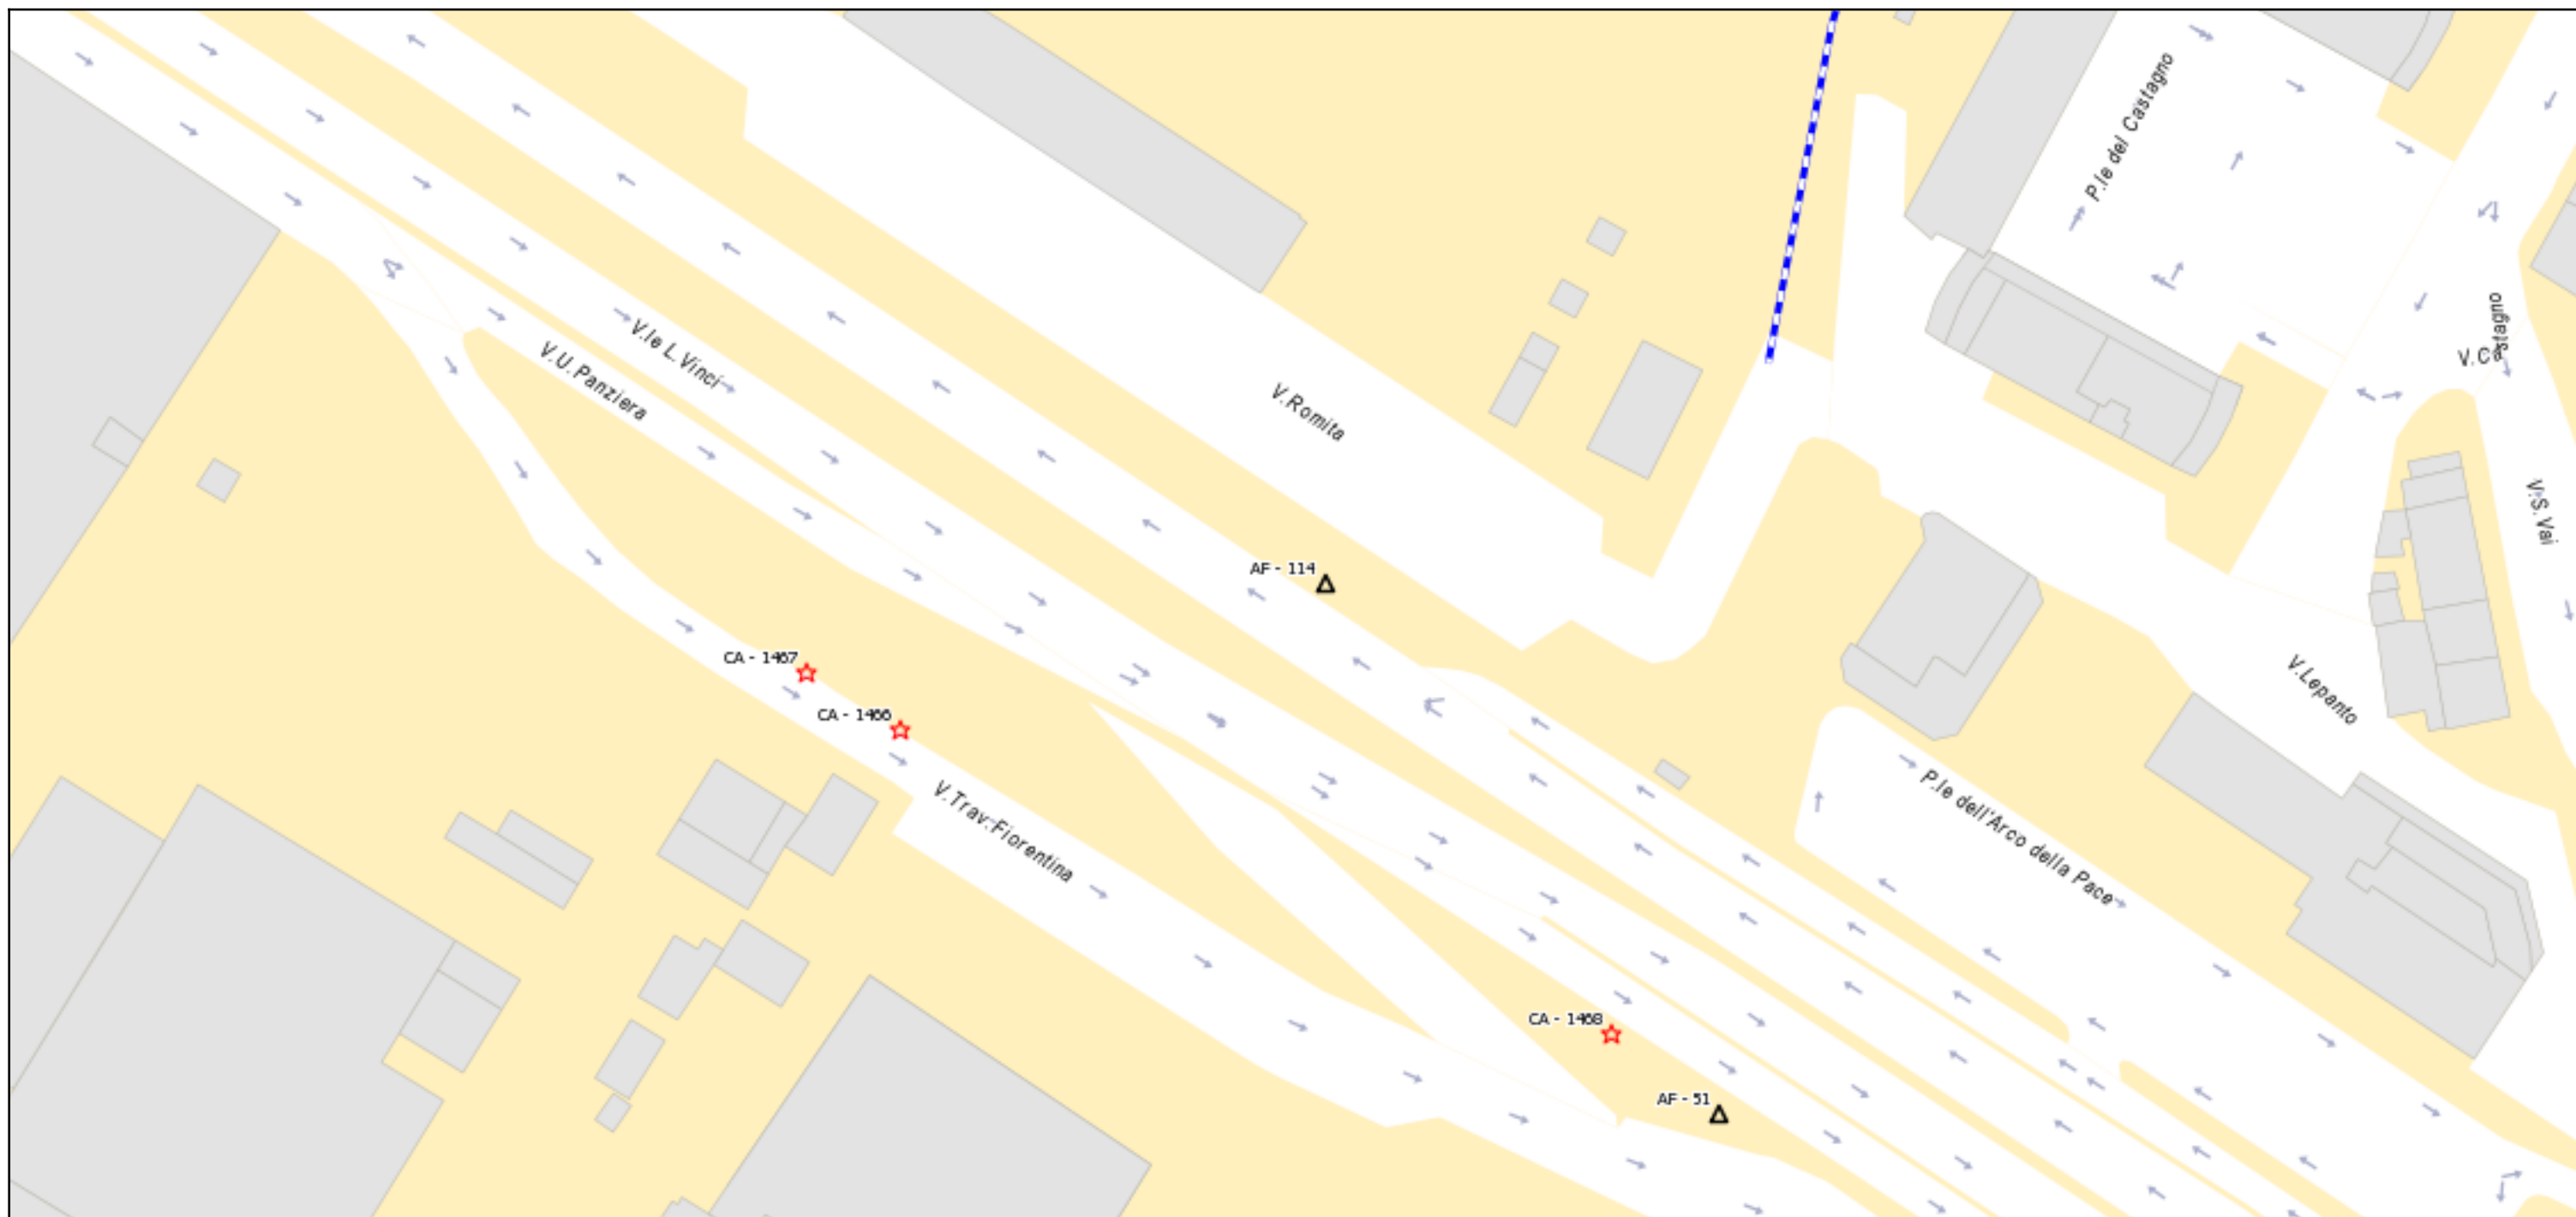 P.le del Castagno
V.le L.Vinci
V.U.Panziera
V.Romita
V.Castagno
V.S.Vai
AF - 114
CA - 1467
CA - 1466
V.Lepanto
V.Trav.Fiorentina
P.le dell'Arco della Pace
CA - 1468
AF - 51